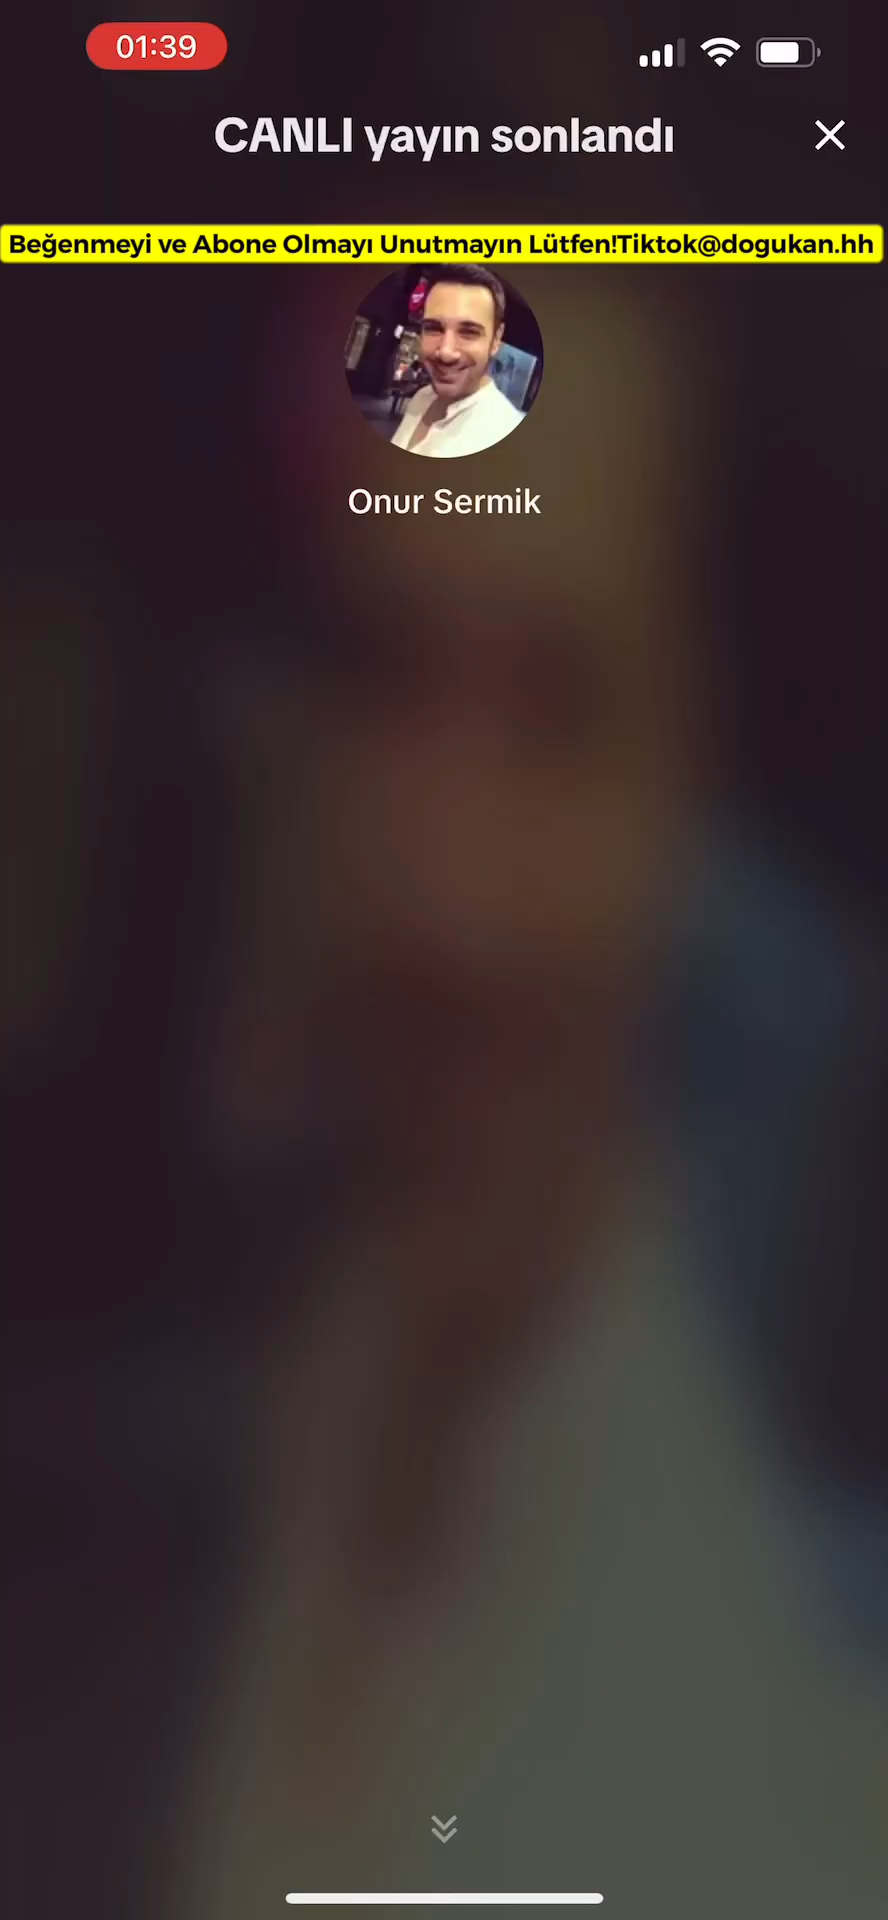 01:39
CANLI yayın sonlandı
Beğenmeyi ve Abone Olmayı Unutmayın Lütfen!Tiktok@dogukan.hh
Onur Sermik